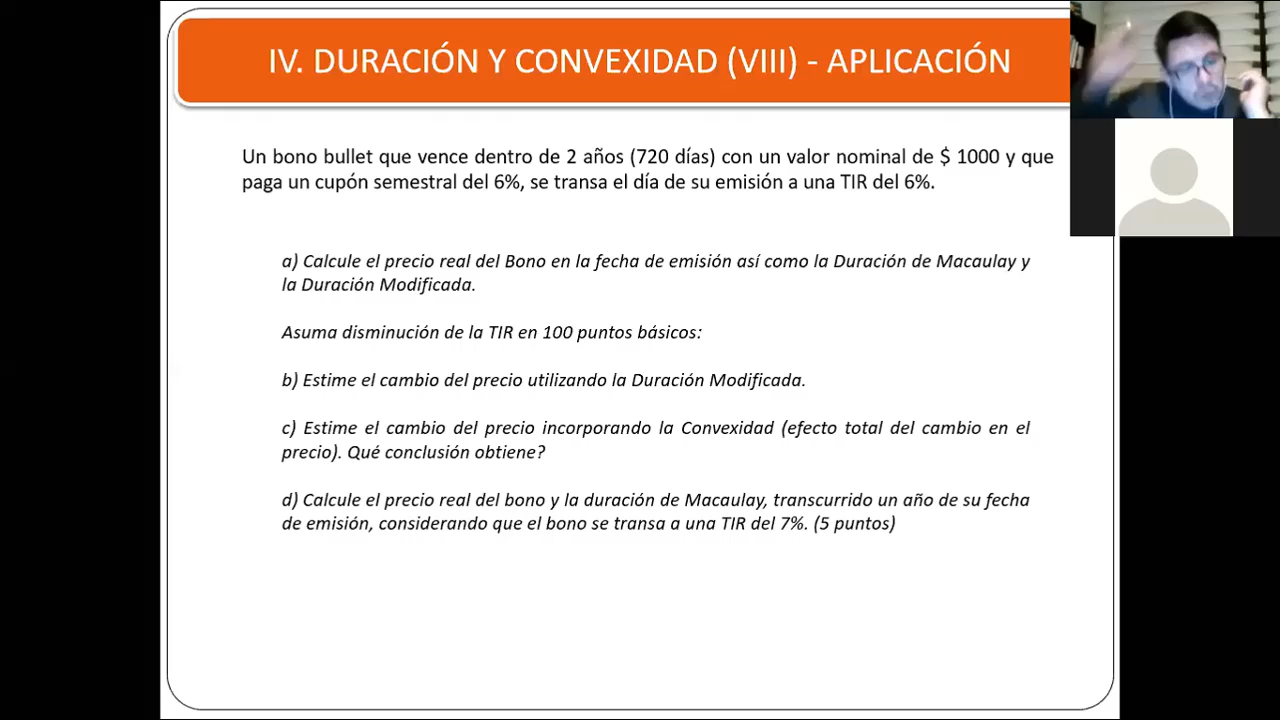 IV. DURACIÓN Y CONVEXIDAD (VIII) - APLICACIÓN
Un bono bullet que vence dentro de 2 años (720 días) con un valor nominal de $ 1000 y que
paga un cupón semestral del 6%, se transa el día de su emisión a una TIR del 6%.
a) Calcule el precio real del Bono en la fecha de emisión así como la Duración de Macaulay y
la Duración Modificada.
Asuma disminución de la TIR en 100 puntos básicos:
b) Estime el cambio del precio utilizando la Duración Modificada.
c) Estime el cambio del precio incorporando la Convexidad (efecto total del cambio en el
precio). Qué conclusión obtiene?
d) Calcule el precio real del bono y la duración de Macaulay, transcurrido un año de su fecha
de emisión, considerando que el bono se transa a una TIR del 7%. (5 puntos)